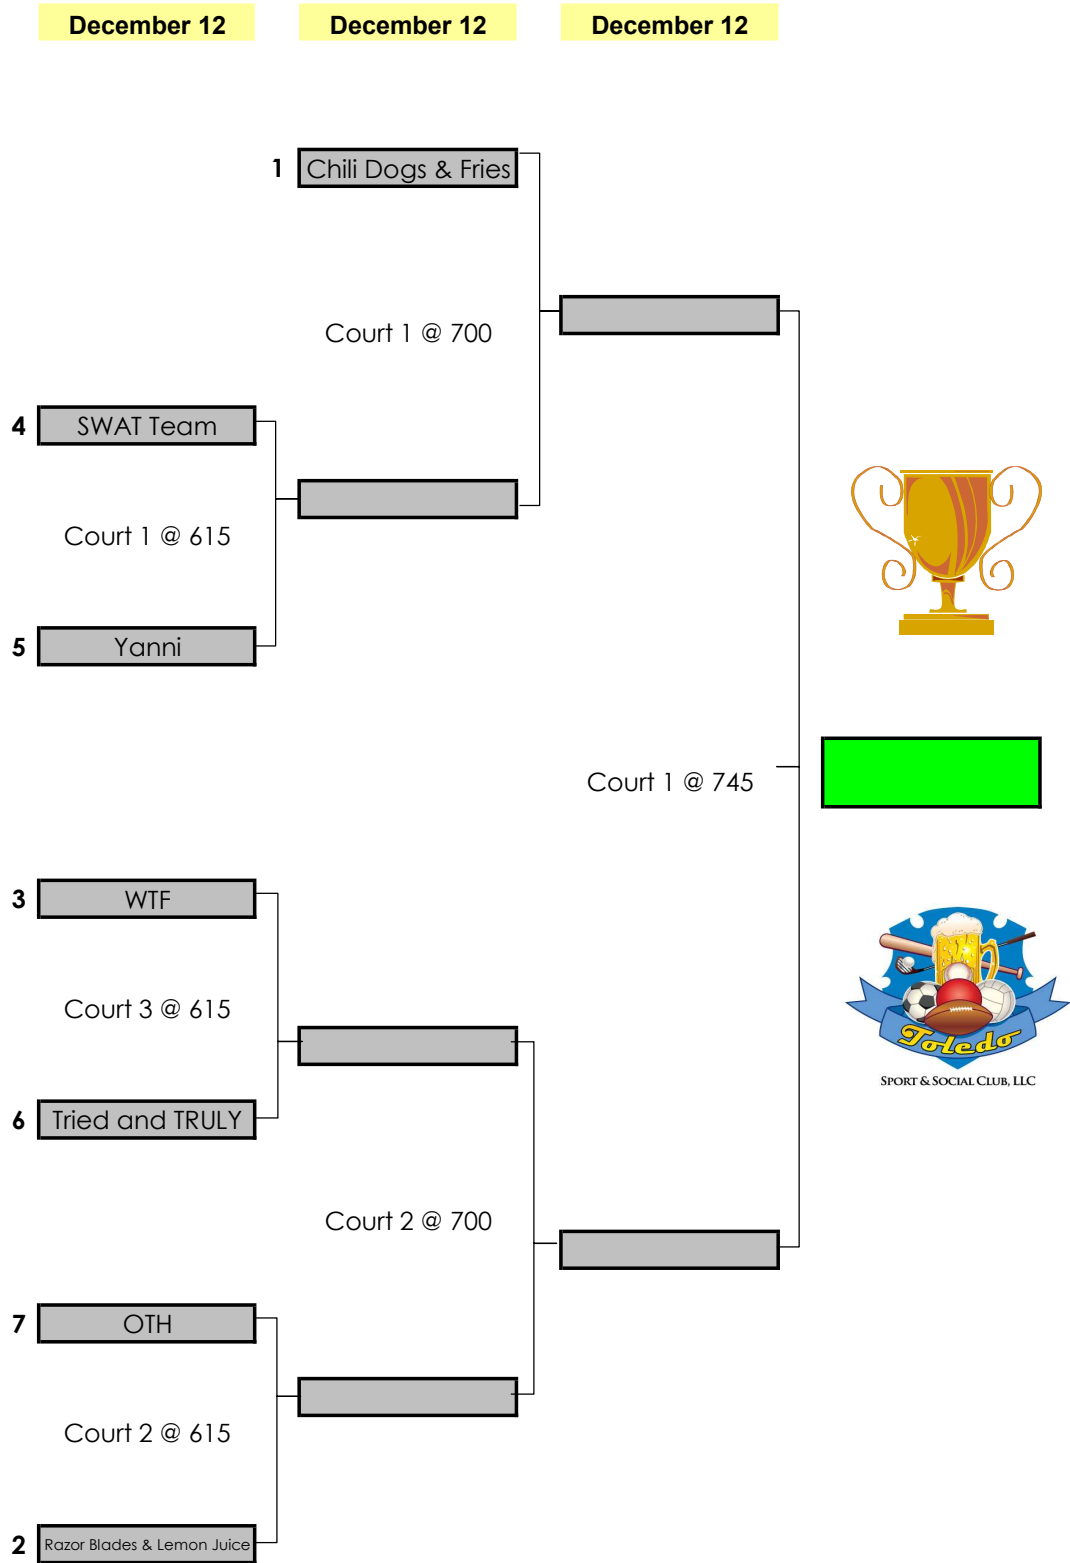 December 12 December 12 December 12
1 Chili Dogs & Fries
Court 1 @ 700
4 SWAT Team
Court 1 @ 615
5 Yanni
Court 1 @ 745
3 WTF
Court 3 @ 615
6 Tried and TRULY
Toledo
SPORT & SOCIAL CLUB, LLC
Court 2 @ 700
7 OTH
Court 2 @ 615
2 Razor Blades & Lemon Juice